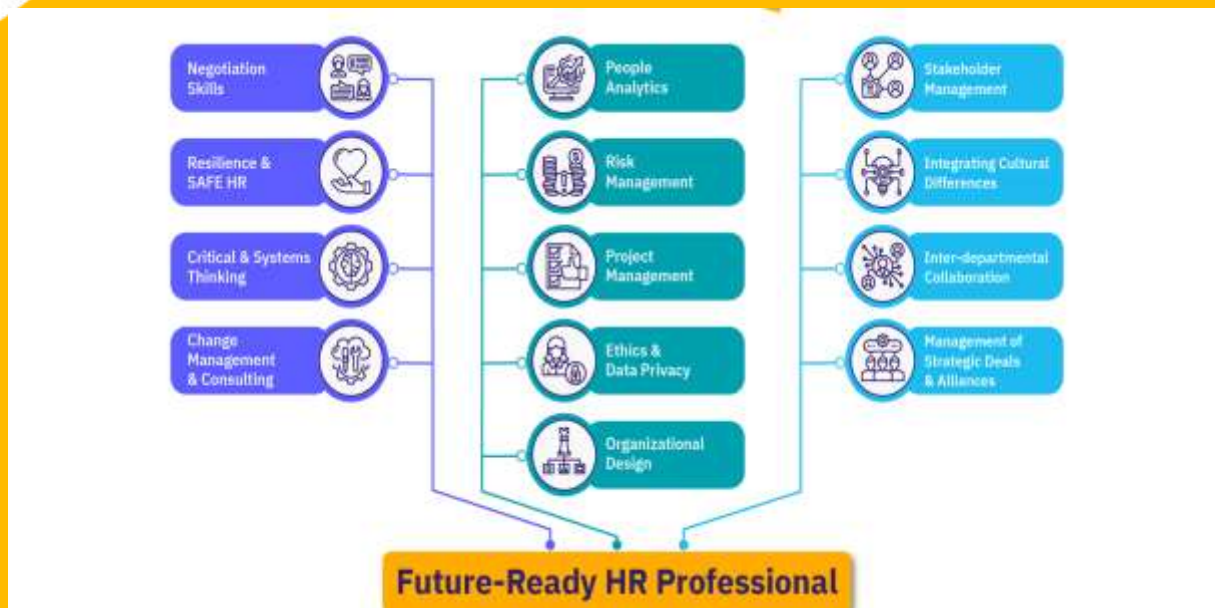 Negotiation
Skills
Resilience &
SAFE HR
Critical & Systems
Thinking
Change
Management
& Consulting
People
Analytics
Risk
Management
Project
Management
Ethics &
Data Privacy
Organizational
Design
Stakeholder
Management
Integrating Cultural
Differences
Inter-departmental
Collaboration
Management of
Strategic Deals
& Alliances
Future-Ready HR Professional